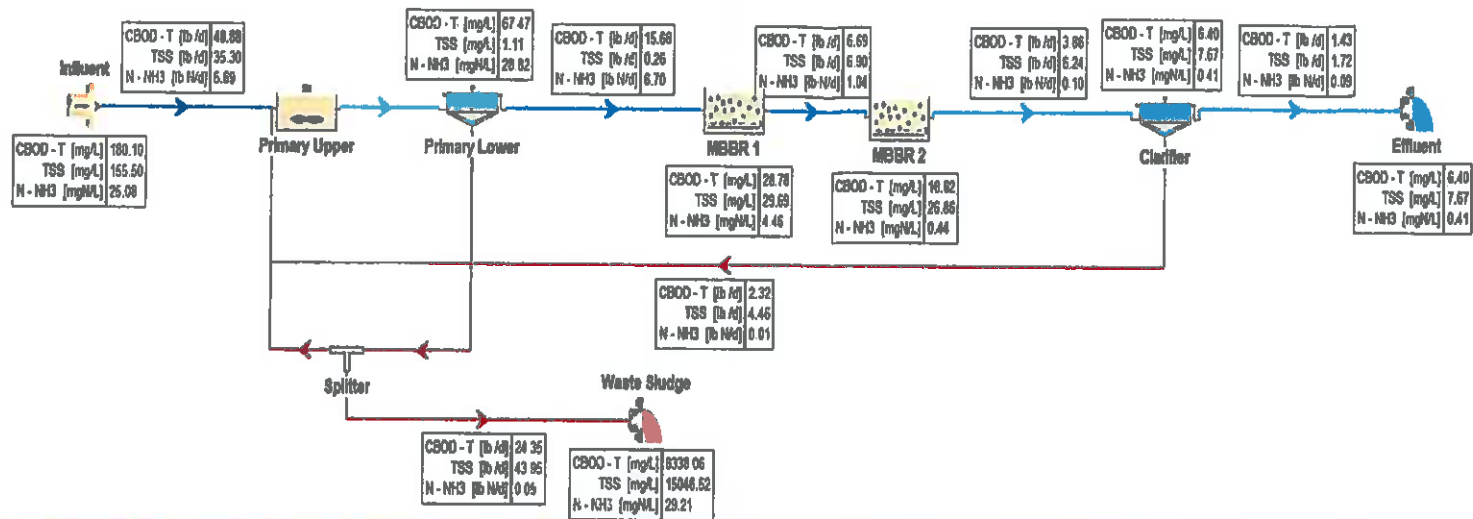 CBOD - T [lb /d] 40.88
TSS [lb /d] 35.30
N - NH3 [lb N/d] 5.69
CBOD - T [mg/L] 67.47
TSS [mg/L] 1.11
N - NH3 [mgN/L] 28.82
CBOD - T [lb /d] 15.68
TSS [lb /d] 0.26
N - NH3 [lb N/d] 6.70
CBOD - T [lb /d] 6.69
TSS [lb /d] 6.90
N - NH3 [lb N/d] 1.04
CBOD - T [lb /d] 3.86
TSS [lb /d] 6.24
N - NH3 [lb N/d] 0.10
CBOD - T [mg/L] 6.40
TSS [mg/L] 7.67
N - NH3 [mgN/L] 0.41
CBOD - T [lb /d] 1.43
TSS [lb /d] 1.72
N - NH3 [lb N/d] 0.09
Influent
Primary Upper
Primary Lower
MBBR 1
MBBR 2
Clarifier
Effluent
CBOD - T [mg/L] 180.10
TSS [mg/L] 155.50
N - NH3 [mgN/L] 25.08
CBOD - T [mg/L] 28.78
TSS [mg/L] 29.69
N - NH3 [mgN/L] 4.46
CBOD - T [mg/L] 16.62
TSS [mg/L] 26.86
N - NH3 [mgN/L] 0.44
CBOD - T [mg/L] 6.40
TSS [mg/L] 7.67
N - NH3 [mgN/L] 0.41
CBOD - T [lb /d] 2.32
TSS [lb /d] 4.46
N - NH3 [lb N/d] 0.01
Splitter
Waste Sludge
CBOD - T [lb /d] 24.35
TSS [lb /d] 43.95
N - NH3 [lb N/d] 0.09
CBOD - T [mg/L] 8338.06
TSS [mg/L] 15046.52
N - NH3 [mgN/L] 29.21